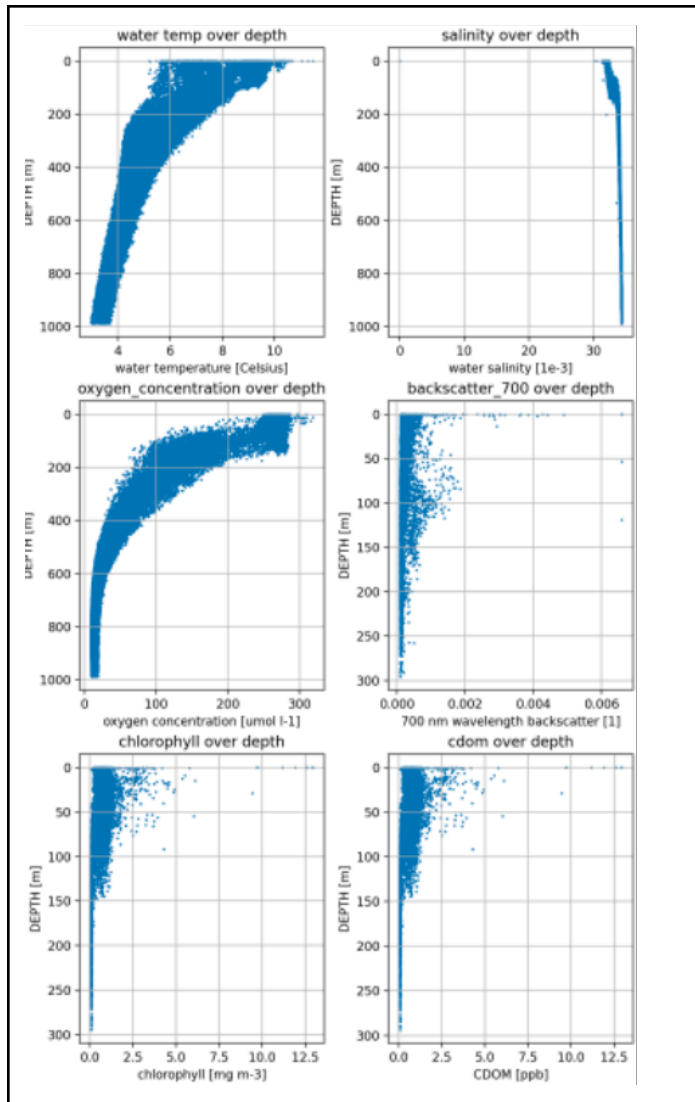 water temp over depth
0
200
400
600
800
1000
DEPTH [m]
4 6 8 10
water temperature [Celsius]
salinity over depth
0
200
400
600
800
1000
DEPTH [m]
0 10 20 30
water salinity [1e-3]
oxygen_concentration over depth
0
200
400
600
800
1000
DEPTH [m]
0 100 200 300
oxygen concentration [umol l-1]
backscatter_700 over depth
0
50
100
150
200
250
300
DEPTH [m]
0.000 0.002 0.004 0.006
700 nm wavelength backscatter [1]
chlorophyll over depth
0
50
100
150
200
250
300
DEPTH [m]
0.0 2.5 5.0 7.5 10.0 12.5
chlorophyll [mg m-3]
cdom over depth
0
50
100
150
200
250
300
DEPTH [m]
0.0 2.5 5.0 7.5 10.0 12.5
CDOM [ppb]